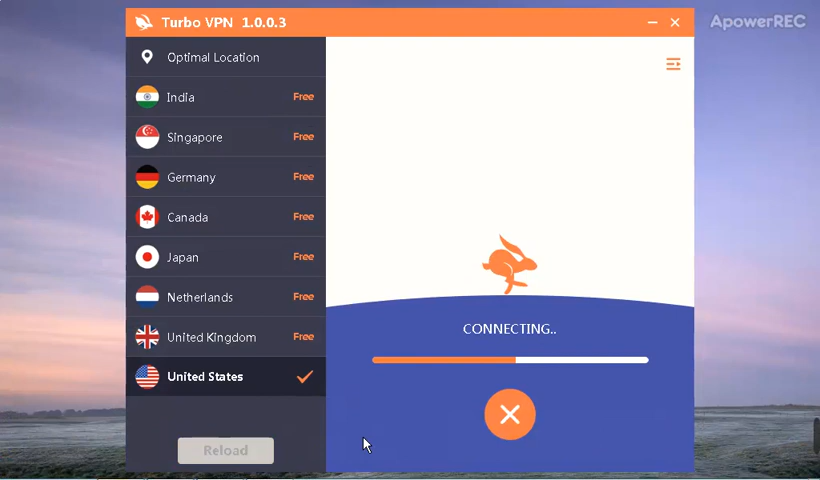 Turbo VPN 1.0.0.3
ApowerREC
Optimal Location
India Free
Singapore Free
Germany Free
Canada Free
Japan Free
Netherlands Free
United Kingdom Free
United States
Reload
CONNECTING..